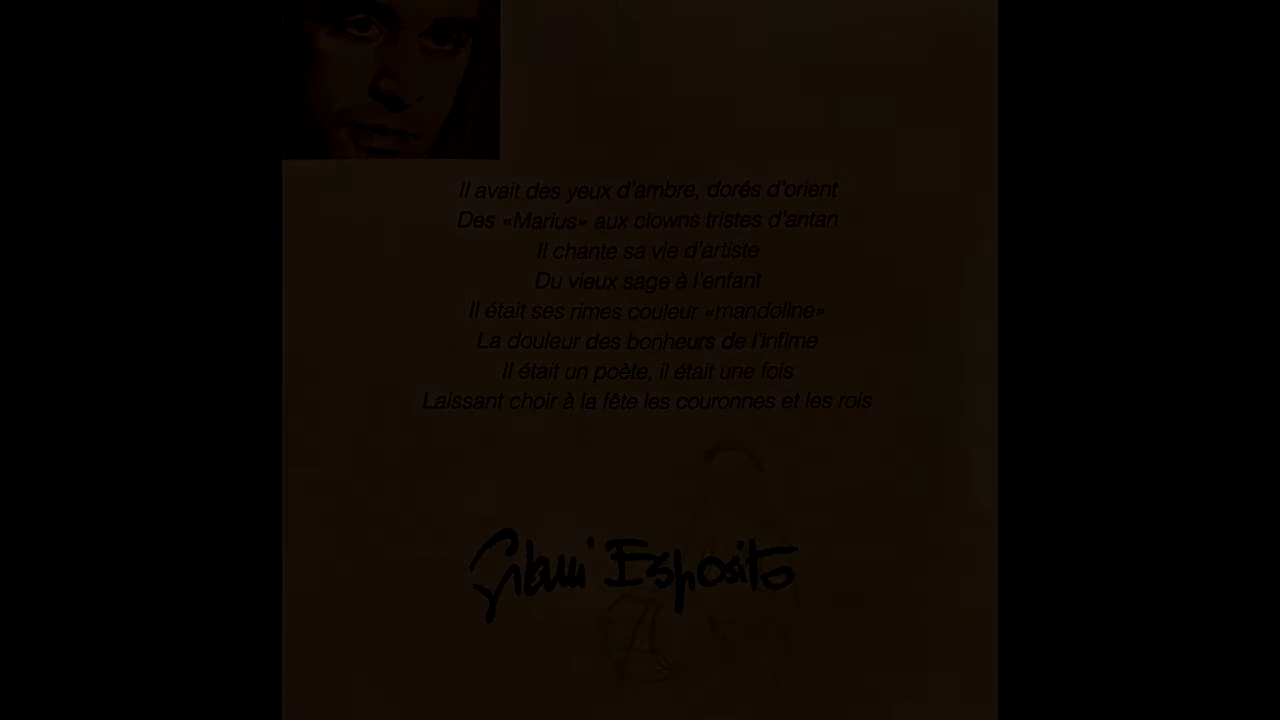 Il avait des yeux d'ambre, dorés d'orient
Des «Marius» aux clowns tristes d'antan
Il chante sa vie d'artiste
Du vieux sage à l'enfant
Il était ses rimes couleur «mandoline»
La douleur des bonheurs de l'infime
Il était un poète, il était une fois
Laissant choir à la fête les couronnes et les rois
Giani Esposito